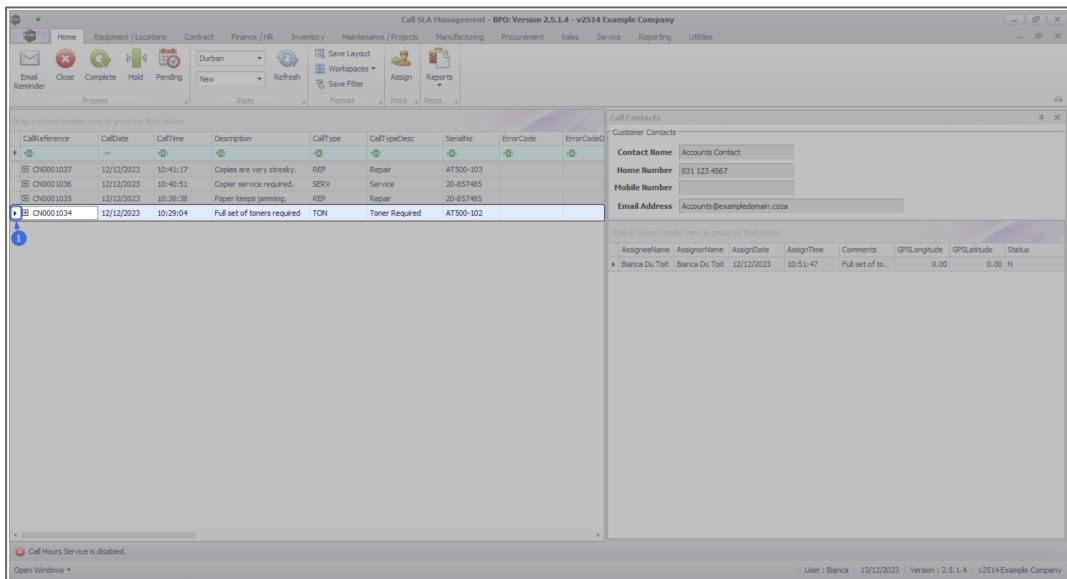 Call SLA Management - BPO: Version 2.5.1.4 - v2514 Example Company
Home Equipment / Locations Contract Finance / HR Inventory Maintenance / Projects Manufacturing Procurement Sales Service Reporting Utilities
Email Reminder Close Complete Hold Pending
Durban
New
Refresh
Save Layout
Workspaces
Save Filter
Assign
Reports
Process State Format Work Repo...
Drag a column header here to group by that column
CallReference CallDate CallTime Description CallType CallTypeDesc SerialNo ErrorCode ErrorCodeD
CN0001037 12/12/2023 10:41:17 Copies are very streaky. REP Repair AT500-103
CN0001036 12/12/2023 10:40:51 Copier service required. SERV Service 20-857485
CN0001035 12/12/2023 10:38:38 Paper keeps jamming. REP Repair 20-857485
CN0001034 12/12/2023 10:29:04 Full set of toners required TON Toner Required AT500-102
1
Call Contacts
Customer Contacts
Contact Name Accounts Contact
Home Number 031 123 4567
Mobile Number
Email Address Accounts@exampledomain.coza
Drag a column header here to group by that column
AssigneeName AssignorName AssignDate AssignTime Comments GPSLongitude GPSLatitude Status
Bianca Du Toit Bianca Du Toit 12/12/2023 10:51:47 Full set of to... 0.00 0.00 N
Call Hours Service is disabled.
Open Windows
User : Bianca 13/12/2023 Version : 2.5.1.4 v2514 Example Company